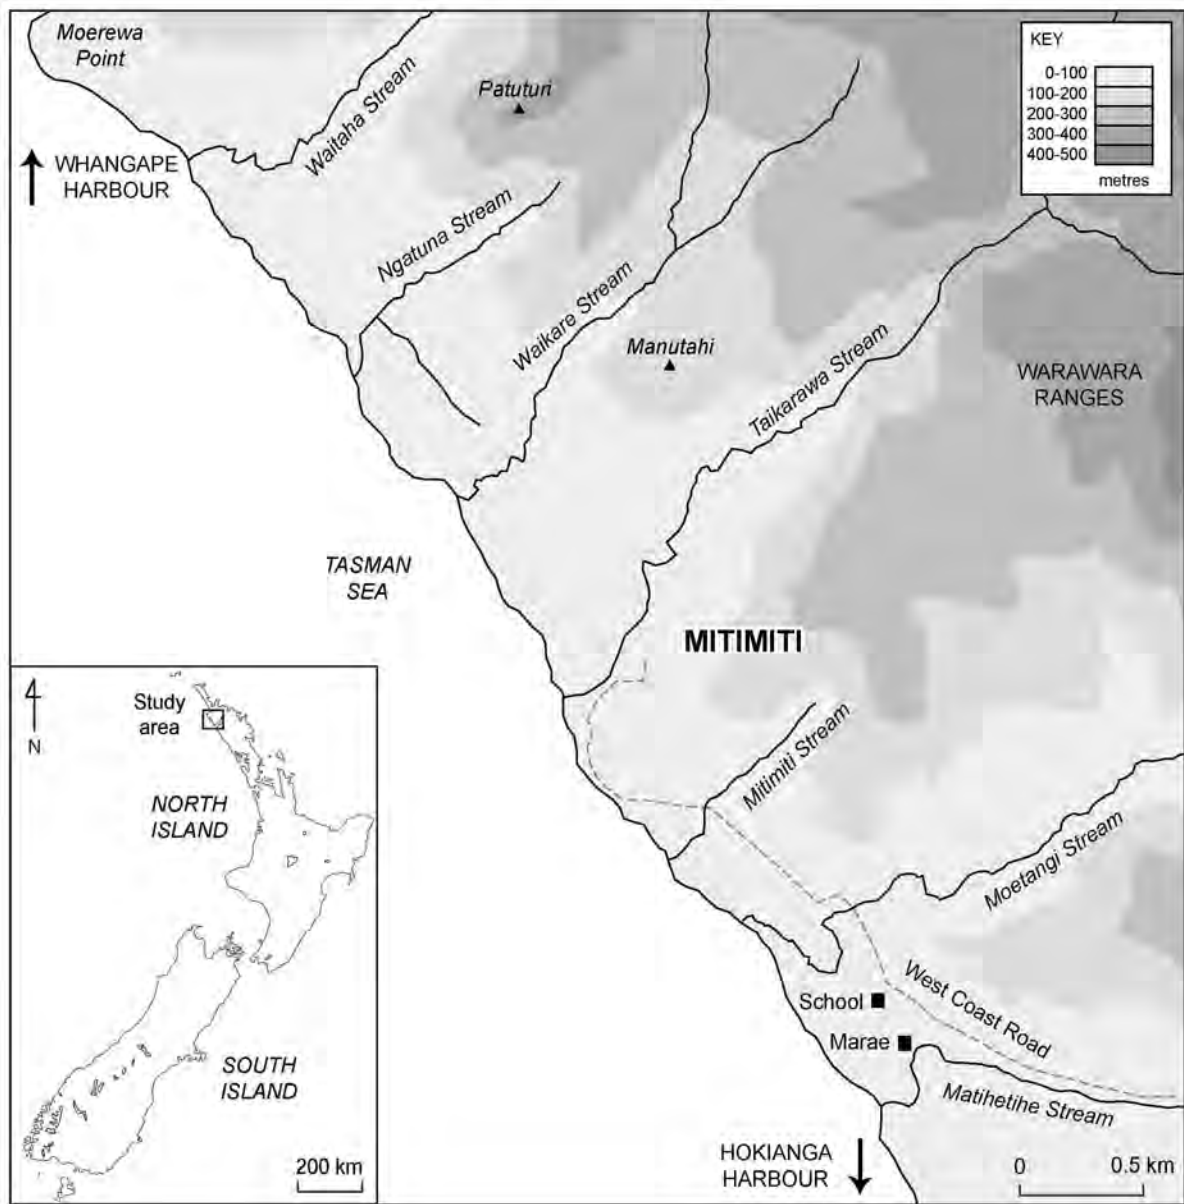 Moerewa
Point
Waitaha Stream
Patuturi
KEY
0-100
100-200
200-300
300-400
400-500
metres
WHANGAPE
HARBOUR
Ngatuna Stream
Waikare Stream
Manutahi
Taikarawa Stream
WARAWARA
RANGES
TASMAN
SEA
MITIMITI
Mitimiti Stream
Moetangi Stream
School
West Coast Road
Marae
Matihetihe Stream
HOKIANGA
HARBOUR
0 0.5 km
Study
area
N
NORTH
ISLAND
SOUTH
ISLAND
200 km